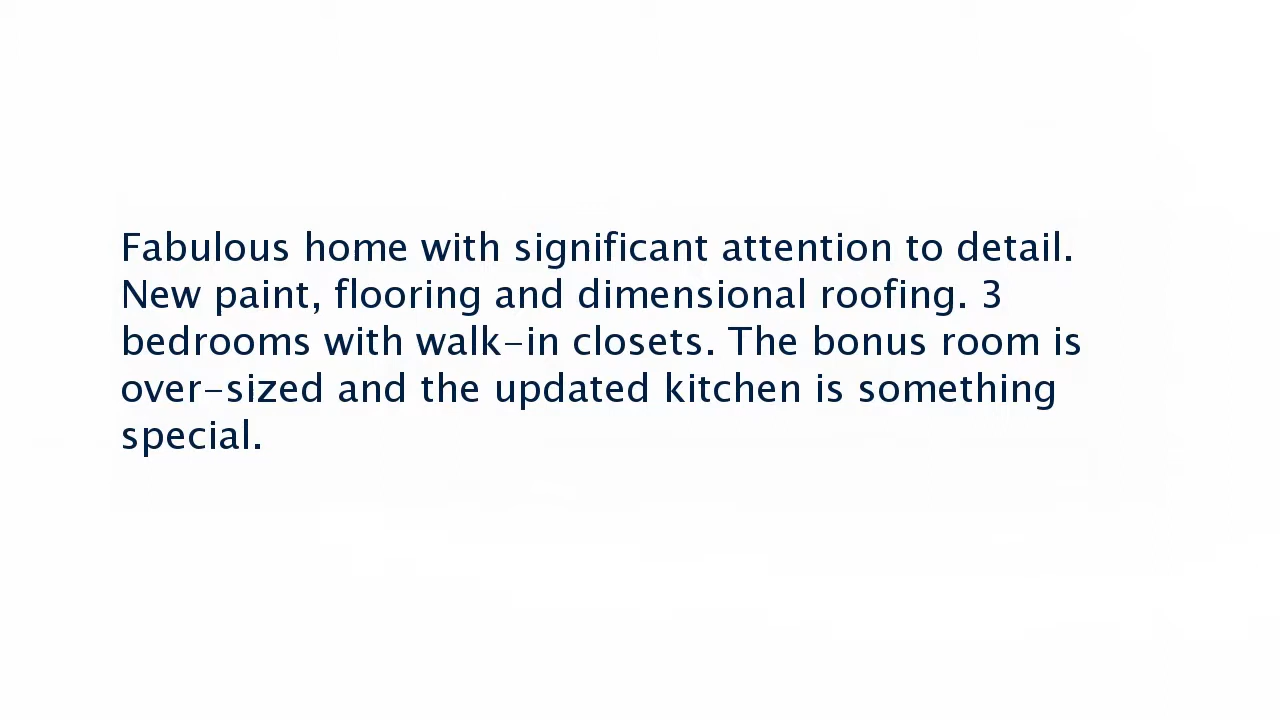 Fabulous home with significant attention to detail.
New paint, flooring and dimensional roofing. 3
bedrooms with walk-in closets. The bonus room is
over-sized and the updated kitchen is something
special.